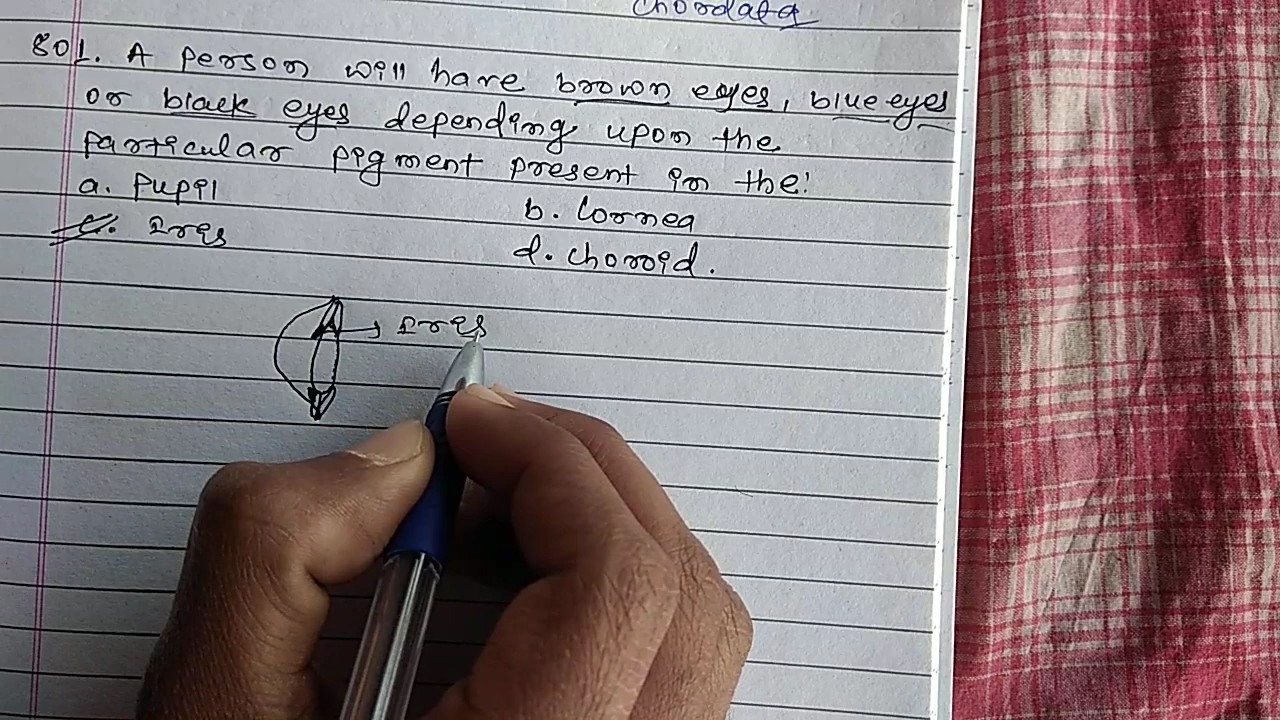 Chordata
801. A person will have brown eyes, blue eyes
or black eyes depending upon the
particular pigment present in the:
a. Pupil
b. Cornea
c. Iris
d. Choroid.
Iris